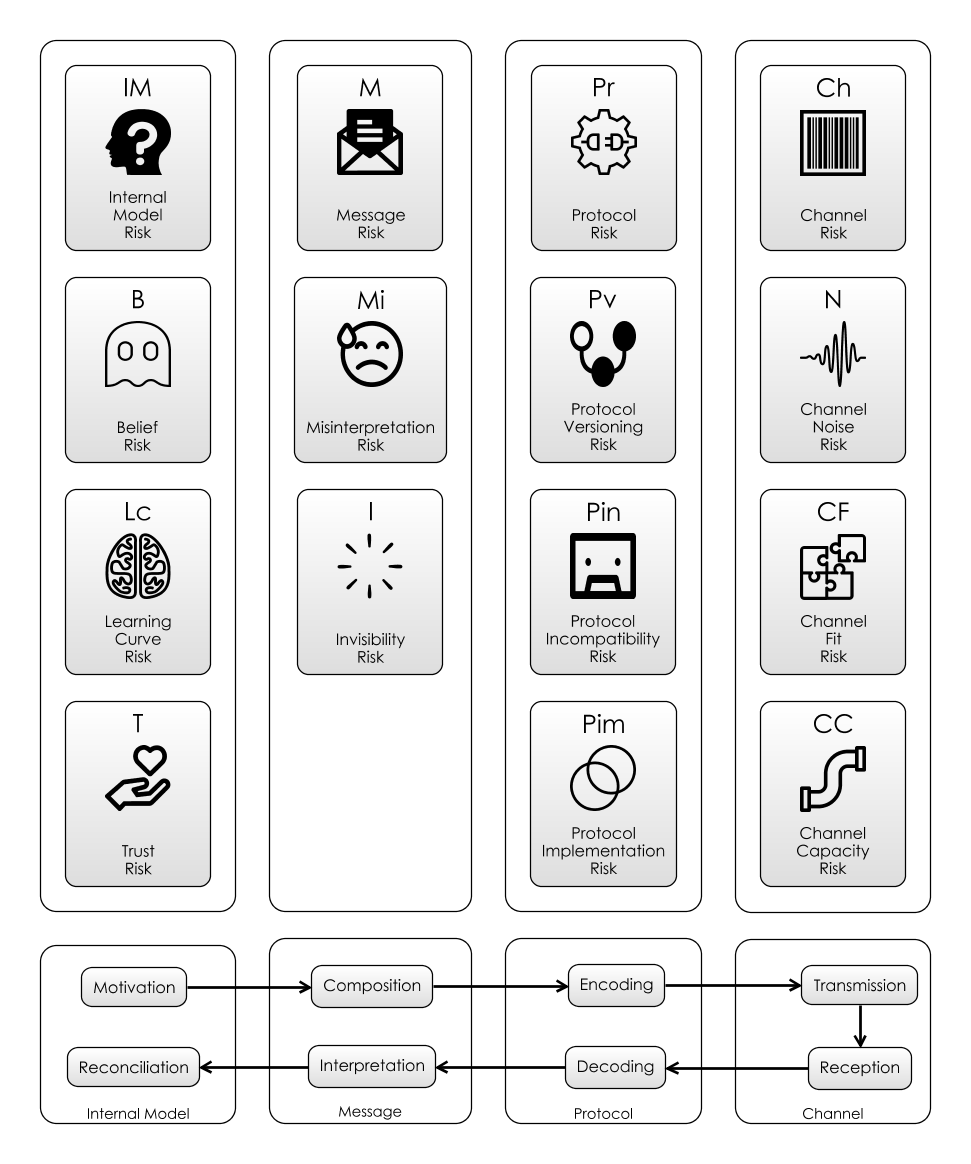 IM
Internal
Model
Risk
B
Belief
Risk
Lc
Learning
Curve
Risk
T
Trust
Risk
M
Message
Risk
Mi
Misinterpretation
Risk
I
Invisibility
Risk
Pr
Protocol
Risk
Pv
Protocol
Versioning
Risk
Pin
Protocol
Incompatibility
Risk
Pim
Protocol
Implementation
Risk
Ch
Channel
Risk
N
Channel
Noise
Risk
CF
Channel
Fit
Risk
CC
Channel
Capacity
Risk
Motivation
Composition
Encoding
Transmission
Reconciliation
Interpretation
Decoding
Reception
Internal Model
Message
Protocol
Channel